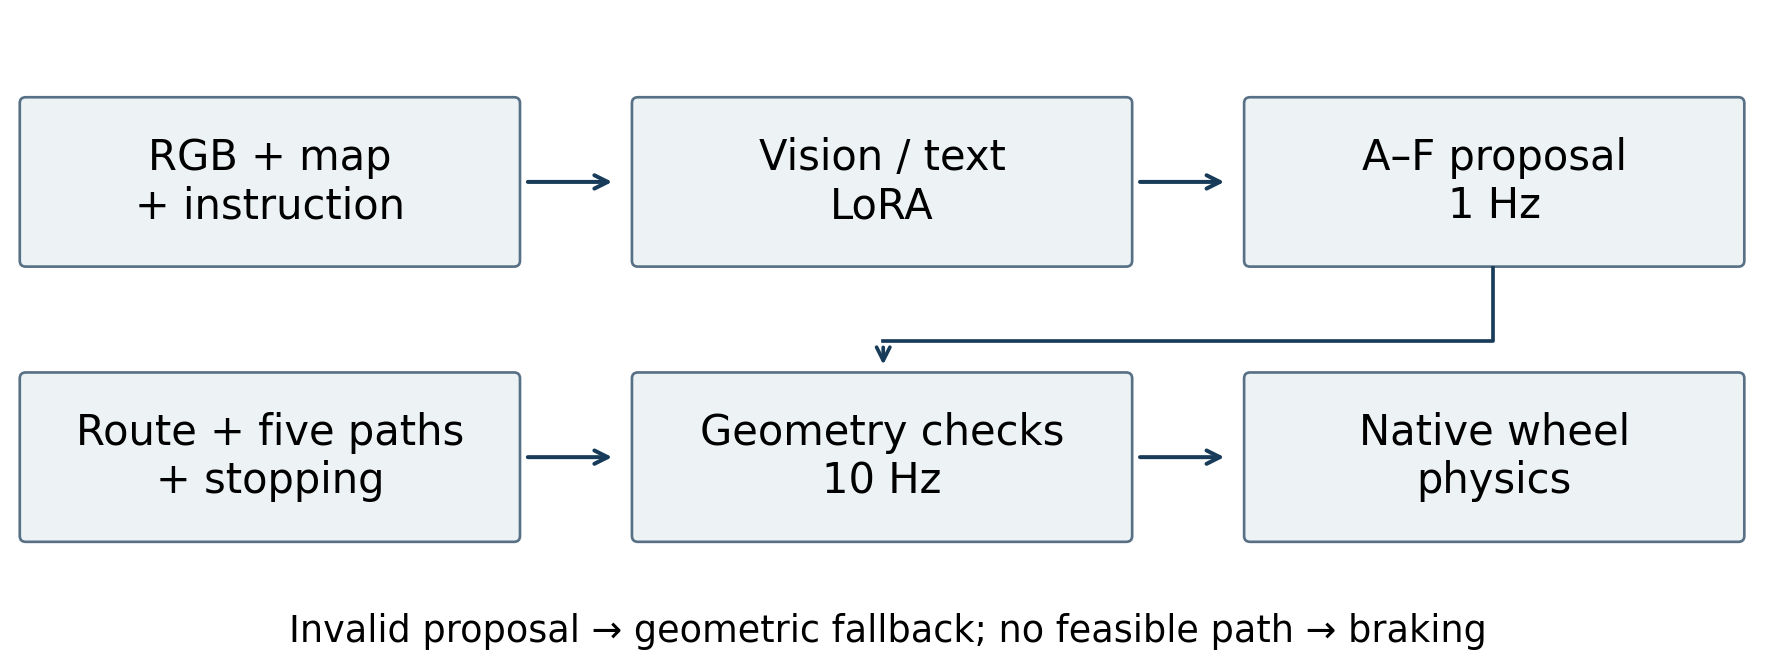 RGB + map
+ instruction
Vision / text
LoRA
A–F proposal
1 Hz
Route + five paths
+ stopping
Geometry checks
10 Hz
Native wheel
physics
Invalid proposal → geometric fallback; no feasible path → braking